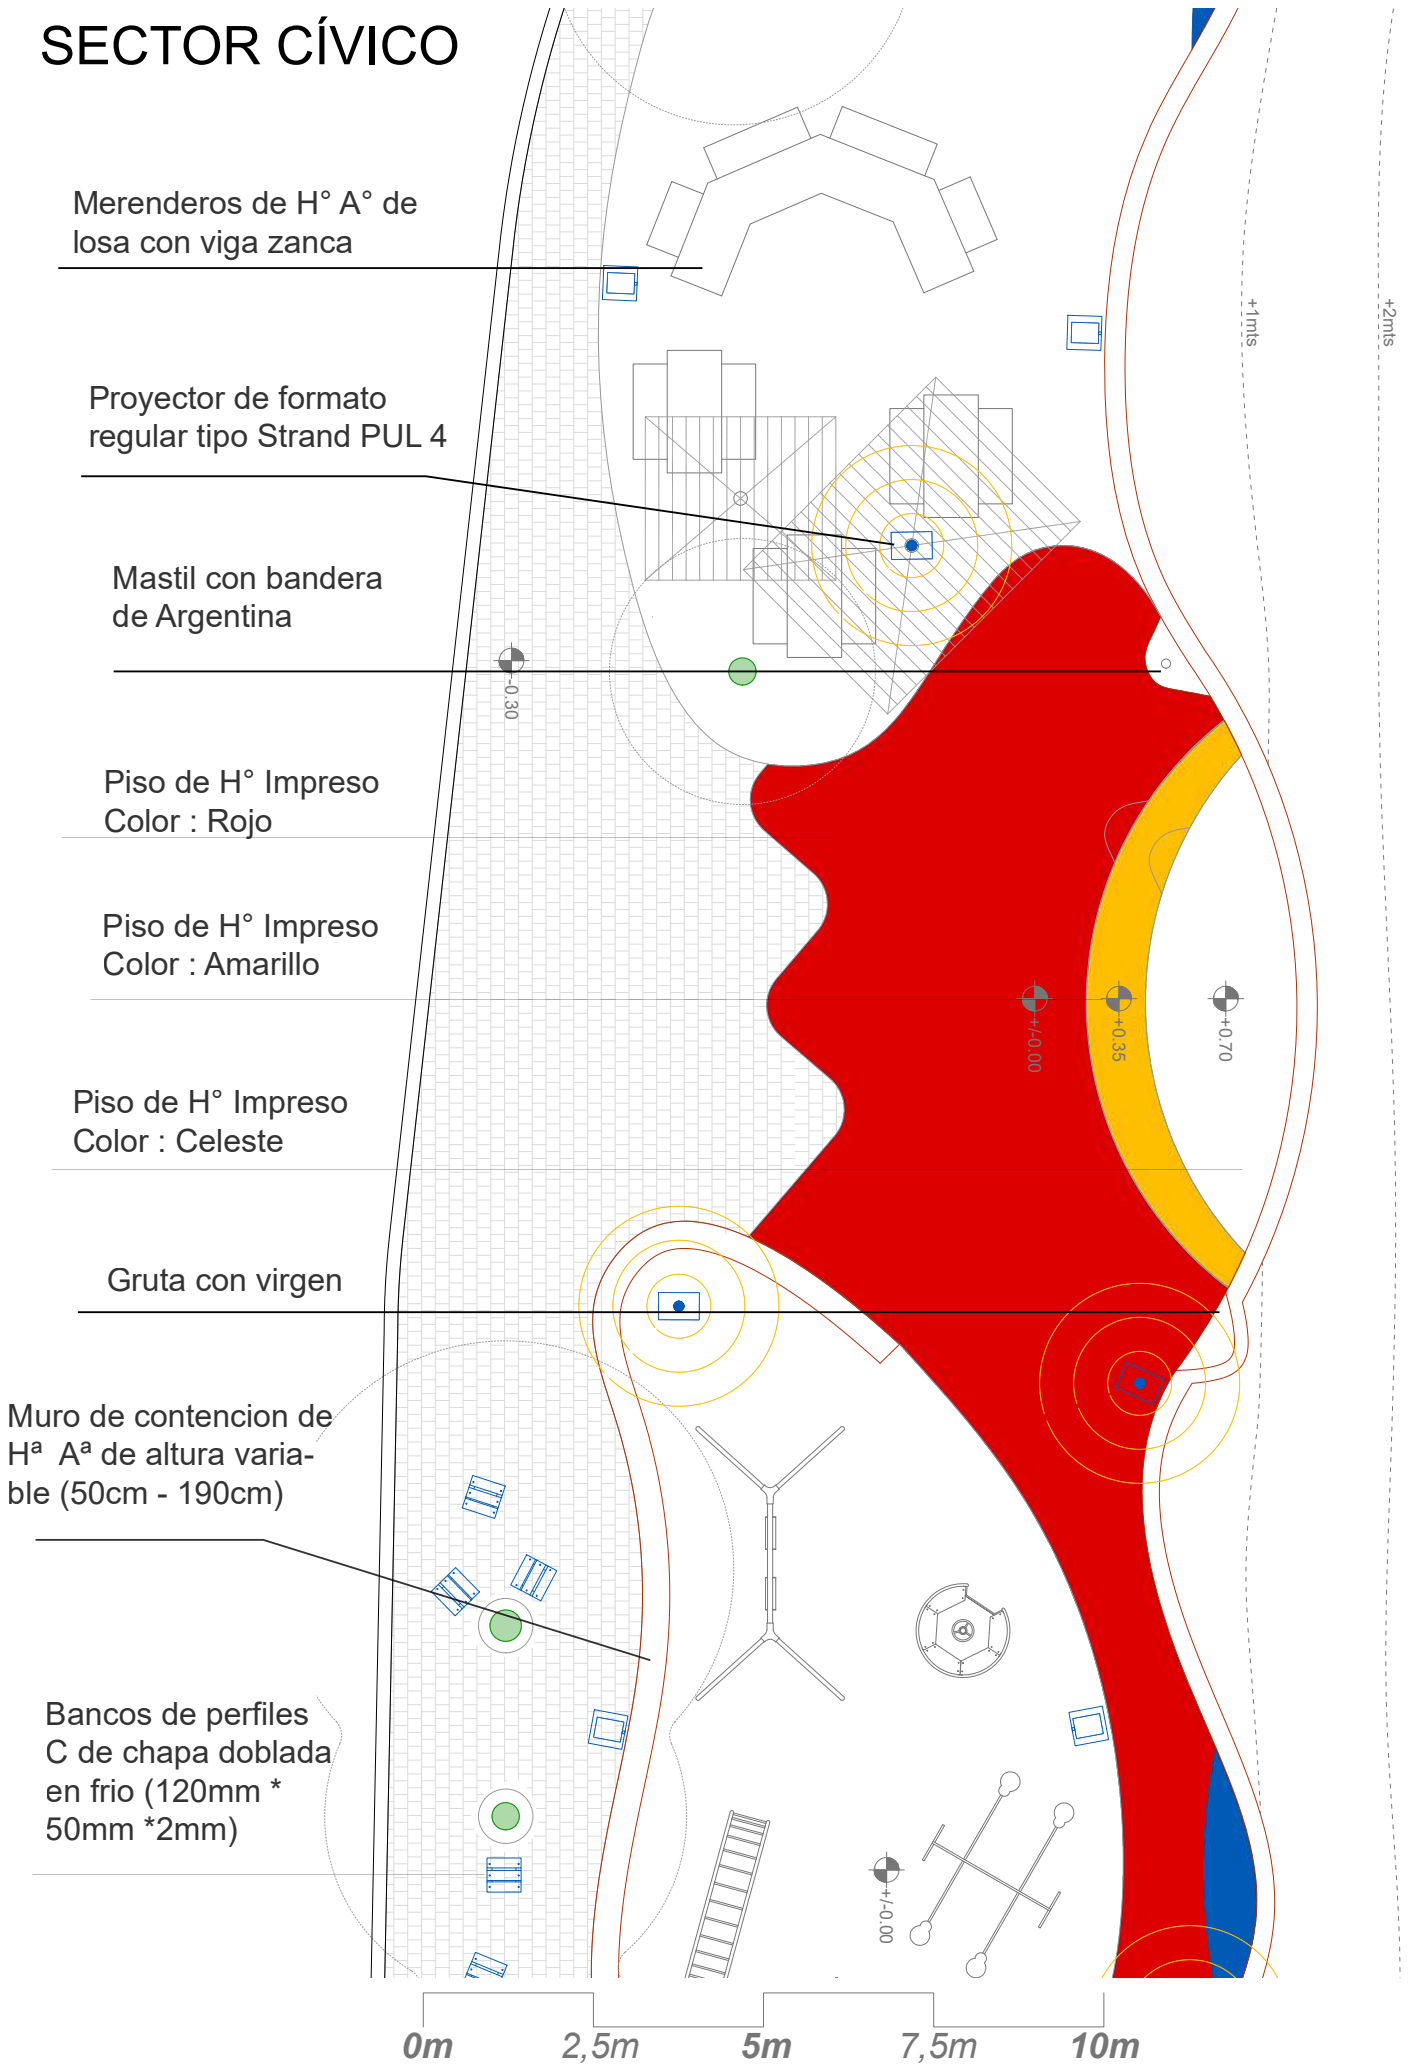 SECTOR CÍVICO
Merenderos de H° A° de
losa con viga zanca
+1mts
+2mts
Proyector de formato
regular tipo Strand PUL 4
Mastil con bandera
de Argentina
-0.30
Piso de H° Impreso
Color : Rojo
Piso de H° Impreso
Color : Amarillo
+/-0.00
+0.35
+0.70
Piso de H° Impreso
Color : Celeste
Gruta con virgen
Muro de contencion de
Hª Aª de altura varia-
ble (50cm - 190cm)
Bancos de perfiles
C de chapa doblada
en frio (120mm *
50mm *2mm)
+/-0.00
0m
2,5m
5m
7,5m
10m